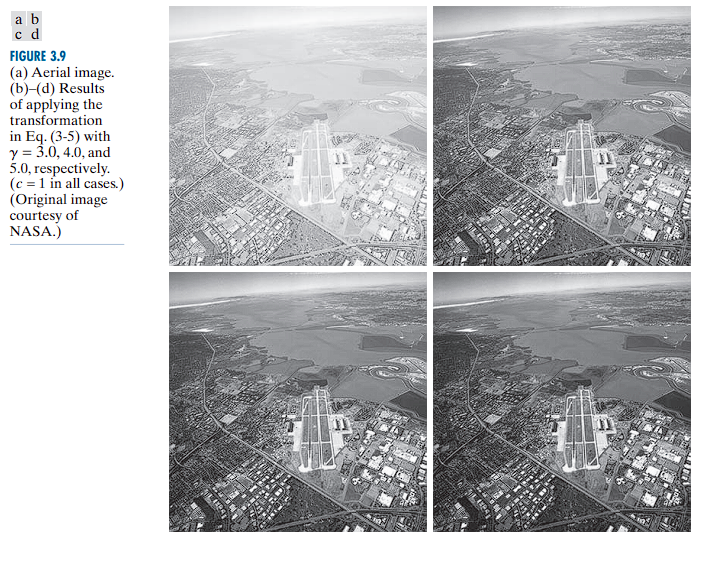 a b
c d
FIGURE 3.9
(a) Aerial image.
(b)–(d) Results
of applying the
transformation
in Eq. (3-5) with
γ = 3.0, 4.0, and
5.0, respectively.
(c = 1 in all cases.)
(Original image
courtesy of
NASA.)